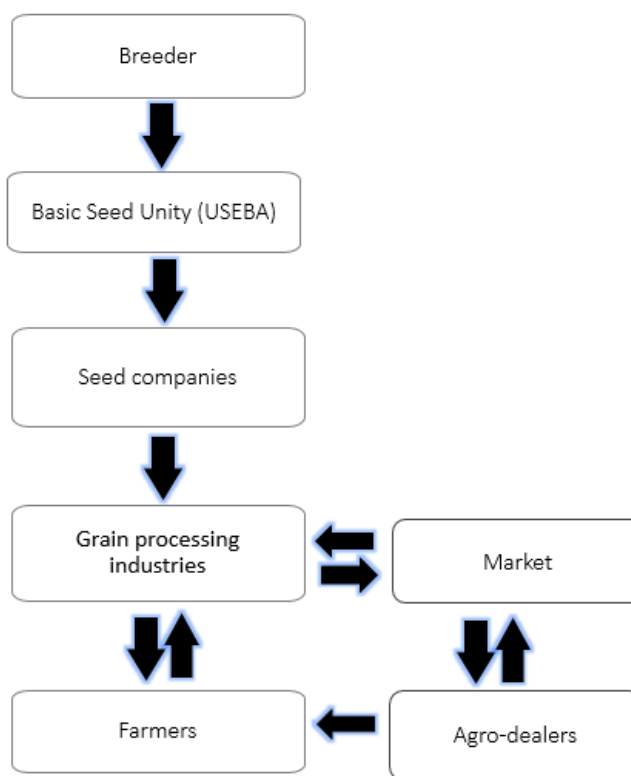 Breeder
Basic Seed Unity (USEBA)
Seed companies
Grain processing
industries
Market
Farmers
Agro-dealers